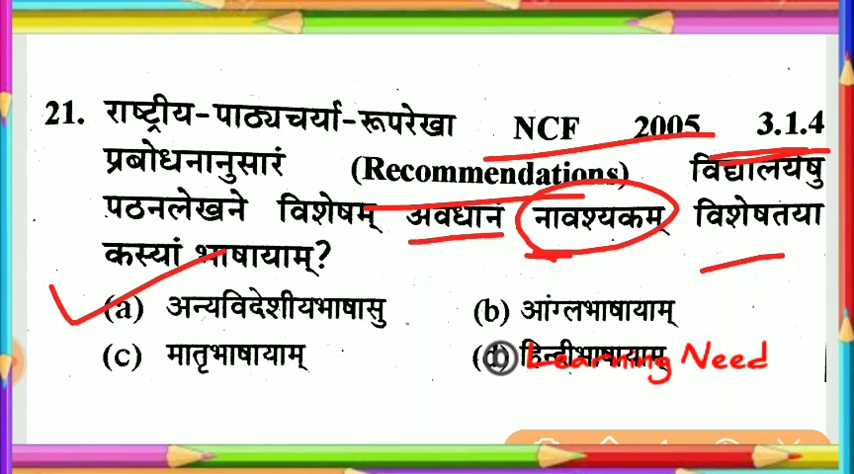 21. राष्ट्रीय-पाठ्यचर्या-रूपरेखा NCF 2005 3.1.4
प्रबोधनानुसारं (Recommendations) विद्यालयेषु
पठनलेखने विशेषम् अवधानं नावश्यकम् विशेषतया
कस्यां भाषायाम्?
(a) अन्यविदेशीयभाषासु (b) आंग्लभाषायाम्
(c) मातृभाषायाम् (d) हिन्दीभाषायाम्
Learning Need